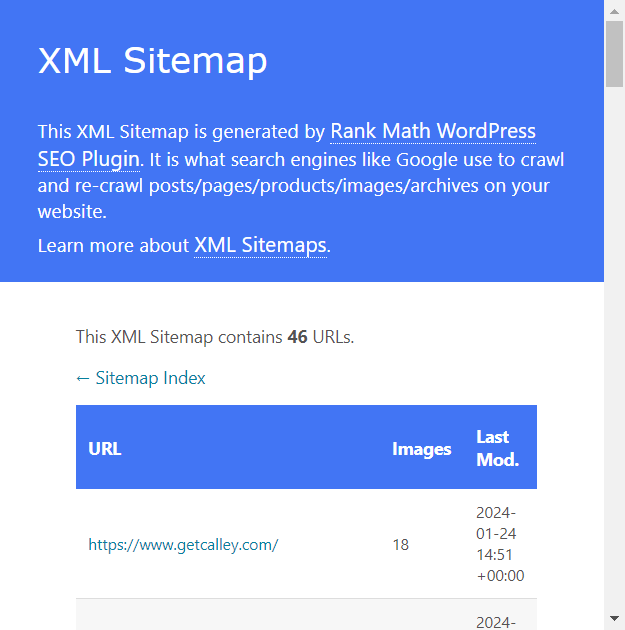 XML Sitemap
This XML Sitemap is generated by Rank Math WordPress
SEO Plugin. It is what search engines like Google use to crawl
and re-crawl posts/pages/products/images/archives on your
website.
Learn more about XML Sitemaps.
This XML Sitemap contains 46 URLs.
← Sitemap Index
URL Images Last
Mod.
https://www.getcalley.com/ 18 2024-
01-24
14:51
+00:00
2024-